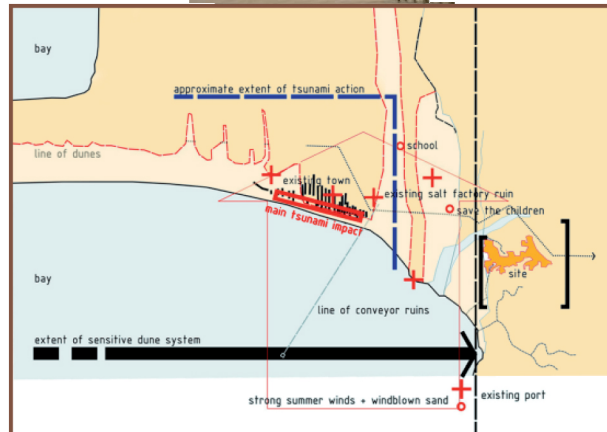 bay
approximate extent of tsunami action
school
line of dunes
existing town
existing salt factory ruin
save the children
main tsunami impact
site
bay
line of conveyor ruins
extent of sensitive dune system
existing port
strong summer winds + windblown sand